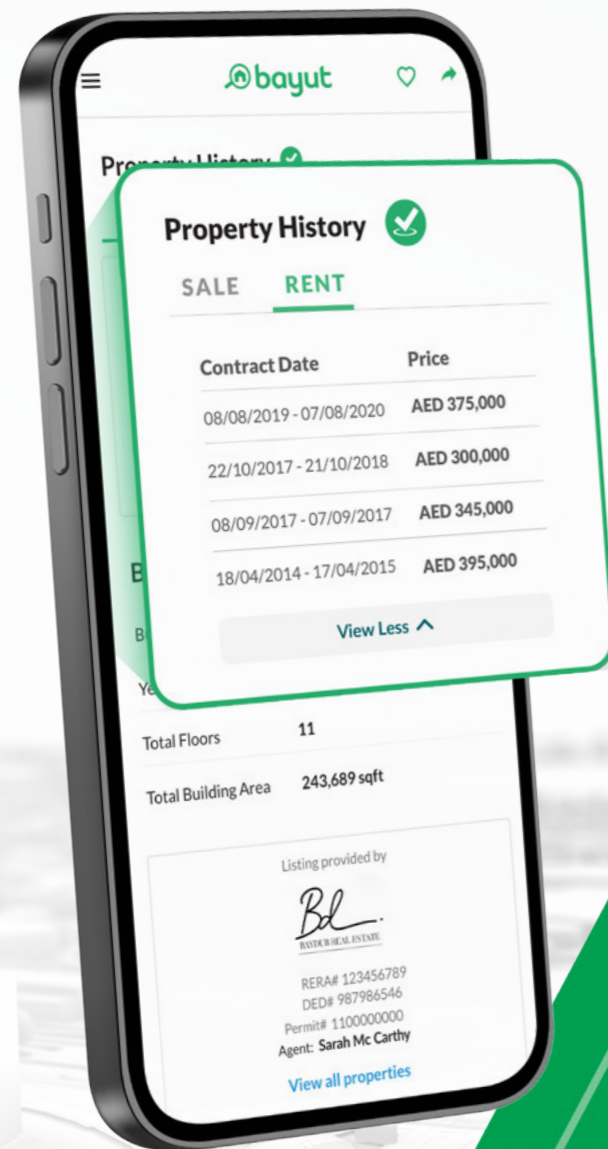 bayut
Property History
Property History
SALE RENT
Contract Date Price
08/08/2019 - 07/08/2020 AED 375,000
22/10/2017 - 21/10/2018 AED 300,000
08/09/2017 - 07/09/2017 AED 345,000
18/04/2014 - 17/04/2015 AED 395,000
View Less
Total Floors 11
Total Building Area 243,689 sqft
Listing provided by
Bd
RERA# 123456789
DED# 987986546
Permit# 1100000000
Agent: Sarah Mc Carthy
View all properties